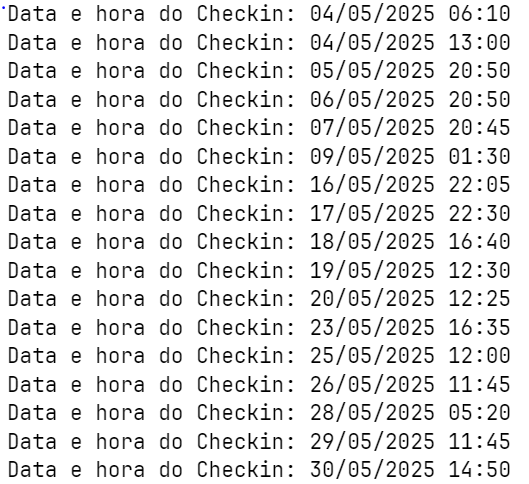 Data e hora do Checkin: 04/05/2025 06:10
Data e hora do Checkin: 04/05/2025 13:00
Data e hora do Checkin: 05/05/2025 20:50
Data e hora do Checkin: 06/05/2025 20:50
Data e hora do Checkin: 07/05/2025 20:45
Data e hora do Checkin: 09/05/2025 01:30
Data e hora do Checkin: 16/05/2025 22:05
Data e hora do Checkin: 17/05/2025 22:30
Data e hora do Checkin: 18/05/2025 16:40
Data e hora do Checkin: 19/05/2025 12:30
Data e hora do Checkin: 20/05/2025 12:25
Data e hora do Checkin: 23/05/2025 16:35
Data e hora do Checkin: 25/05/2025 12:00
Data e hora do Checkin: 26/05/2025 11:45
Data e hora do Checkin: 28/05/2025 05:20
Data e hora do Checkin: 29/05/2025 11:45
Data e hora do Checkin: 30/05/2025 14:50